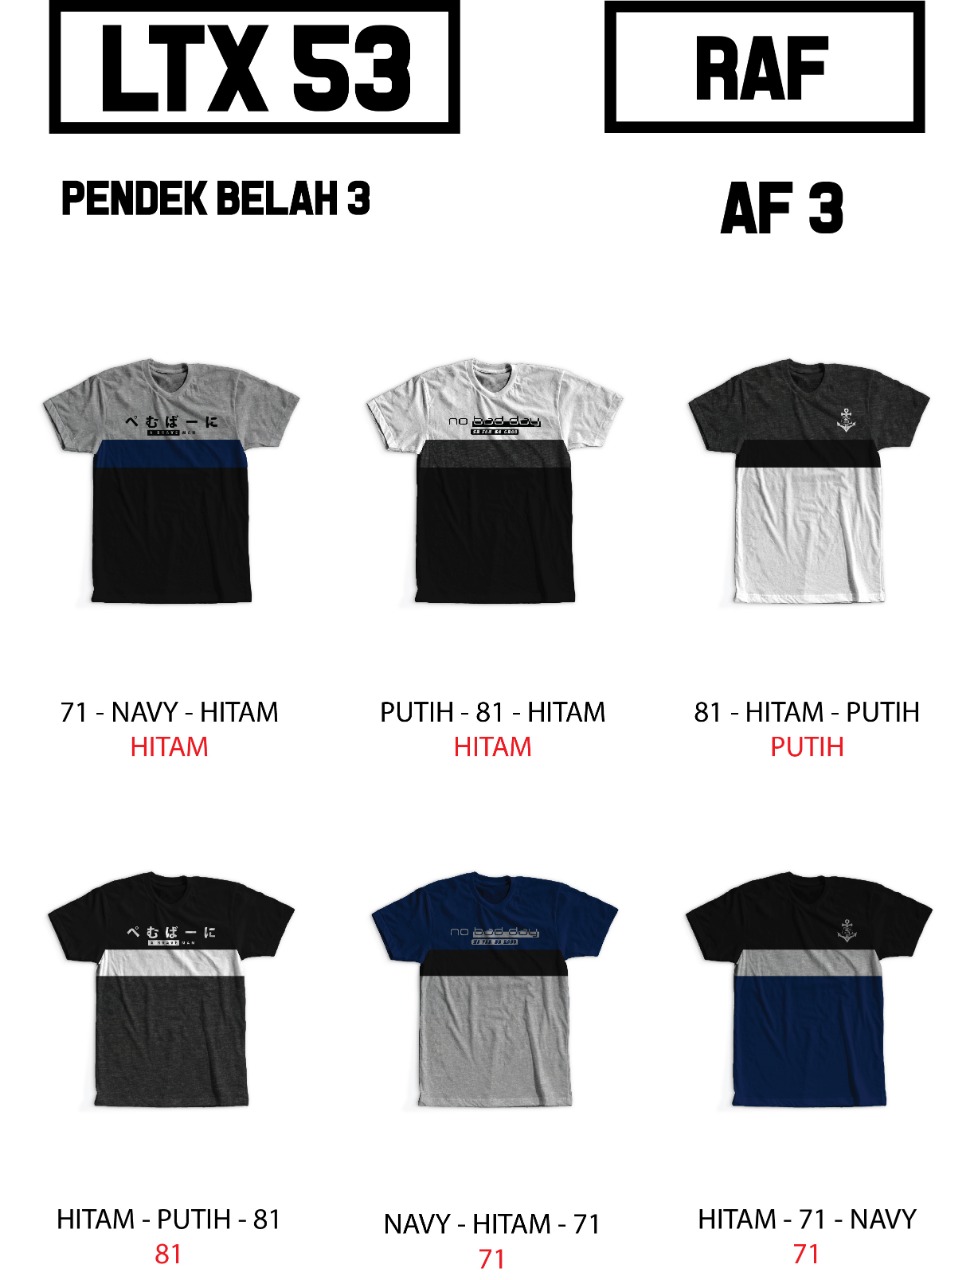 LTX 53
RAF
PENDEK BELAH 3
AF 3
ぺむばーに
no bad day
71 - NAVY - HITAM
HITAM
PUTIH - 81 - HITAM
HITAM
81 - HITAM - PUTIH
PUTIH
ぺむばーに
no bad day
HITAM - PUTIH - 81
81
NAVY - HITAM - 71
71
HITAM - 71 - NAVY
71